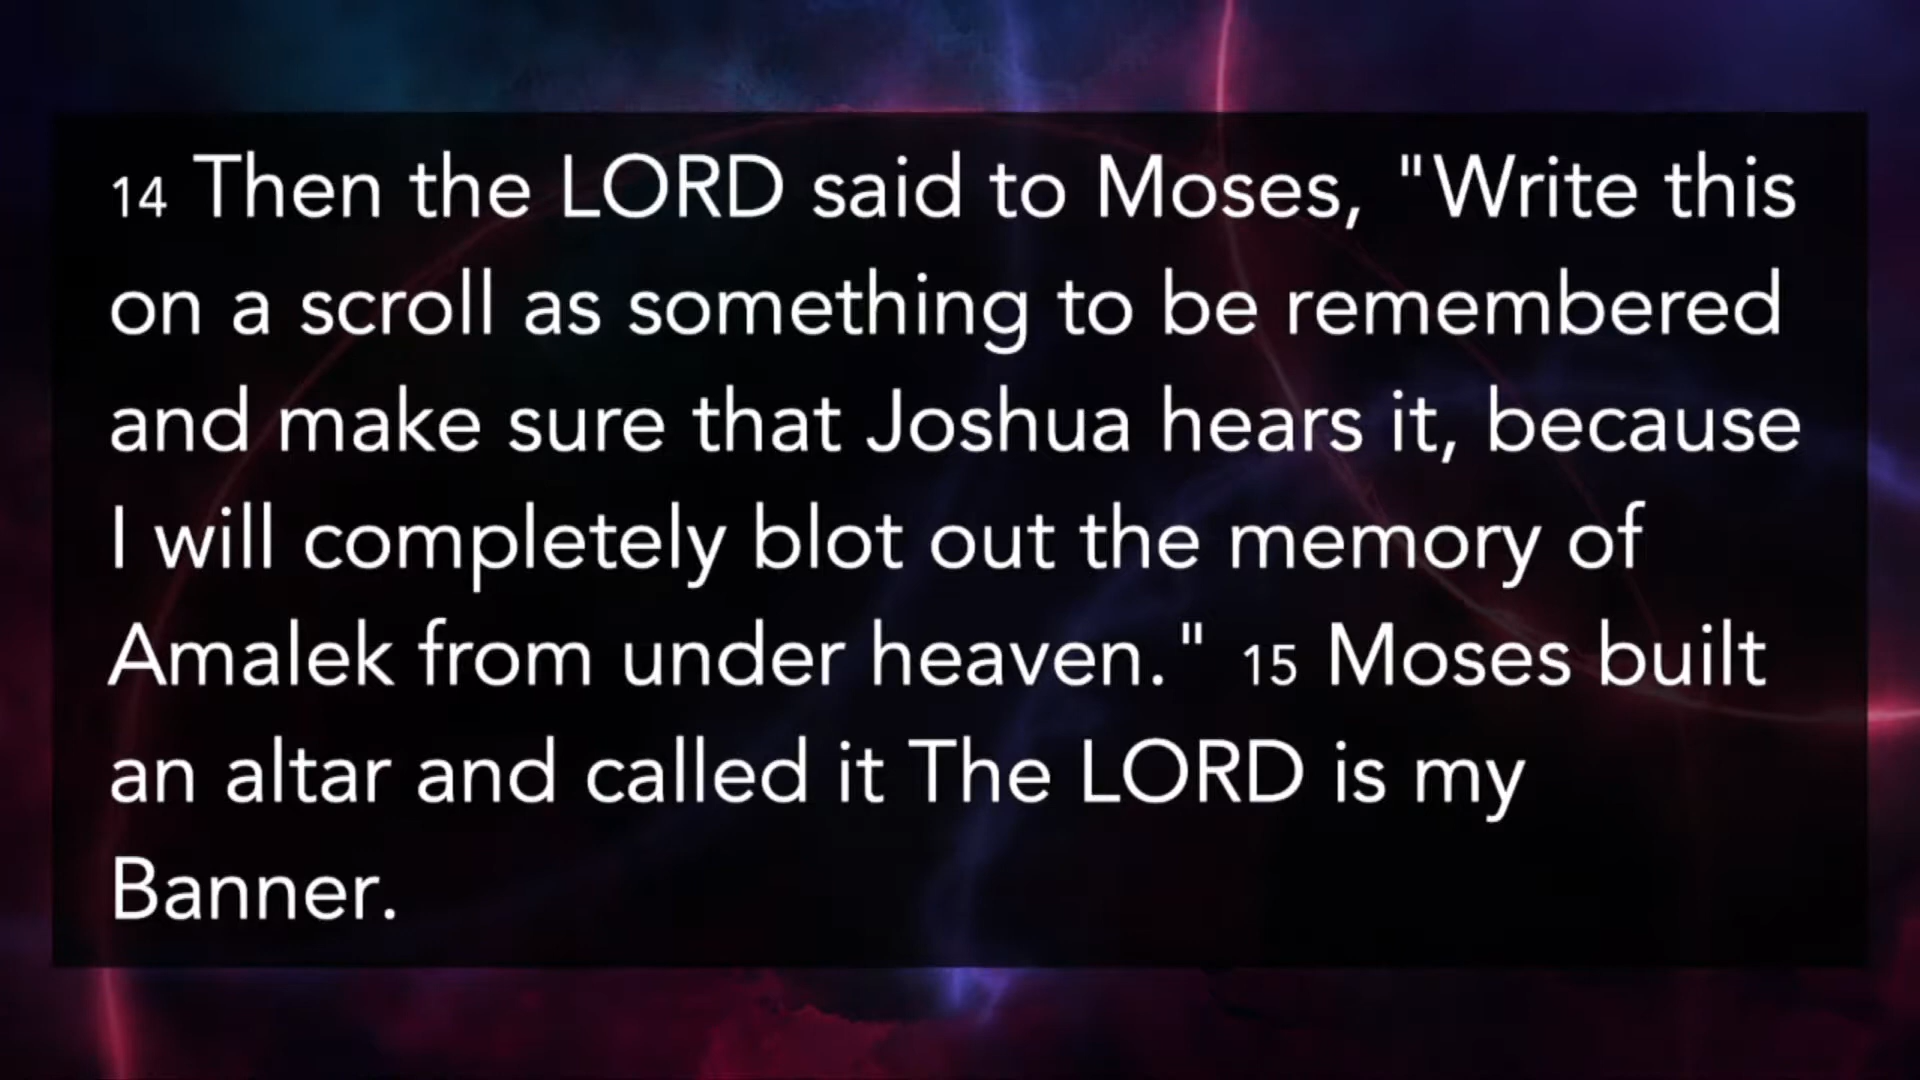 14 Then the LORD said to Moses, "Write this
on a scroll as something to be remembered
and make sure that Joshua hears it, because
I will completely blot out the memory of
Amalek from under heaven." 15 Moses built
an altar and called it The LORD is my
Banner.